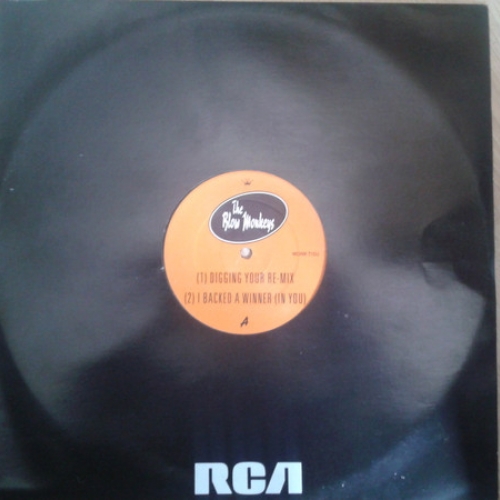 The
Blow Monkeys
(1) DIGGING YOUR RE-MIX
(2) I BACKED A WINNER (IN YOU)
A
RCA